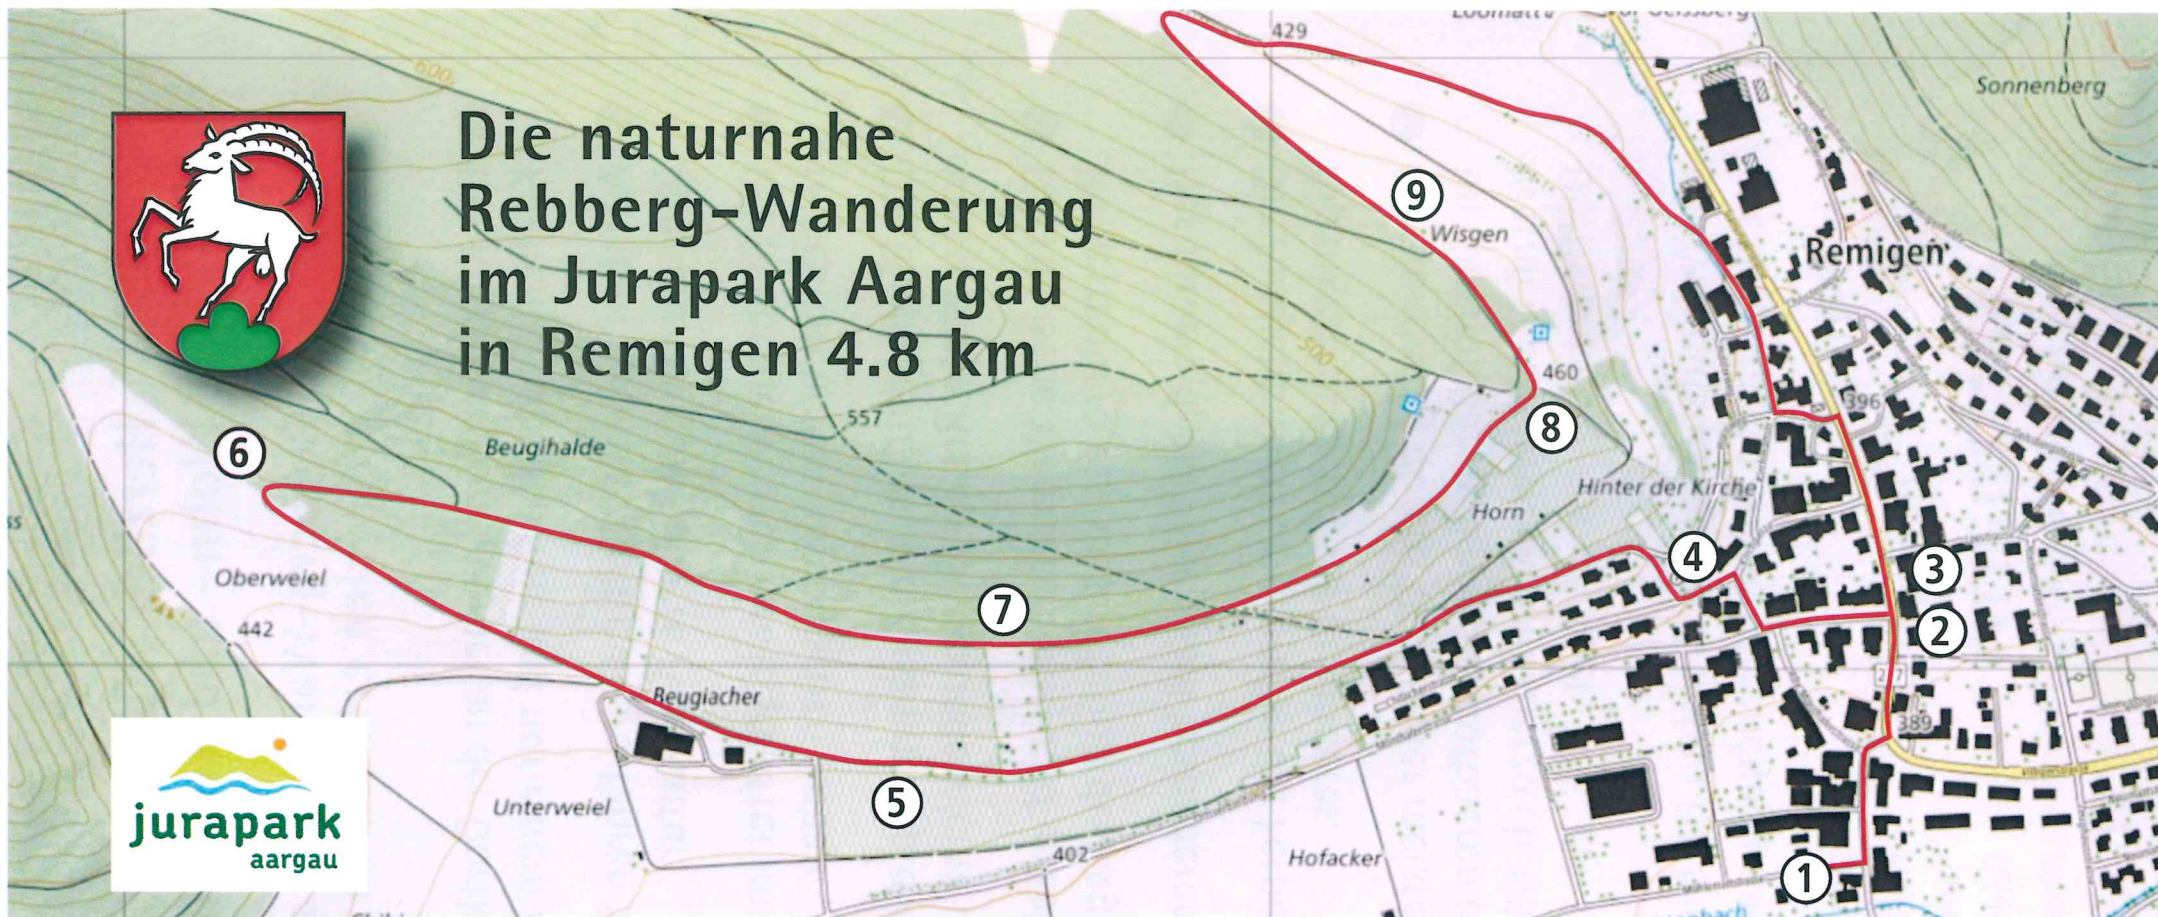 429
Sonnenberg
600
Die naturnahe
Rebberg-Wanderung
im Jurapark Aargau
in Remigen 4.8 km
9
Wisgen
Remigen
500
460
396
557
8
6
Beugihalde
Hinter der Kirche
Horn
4
3
Oberweiel
7
2
442
Beugiacher
389
jurapark
aargau
Unterweiel
5
402
Hofacker
1